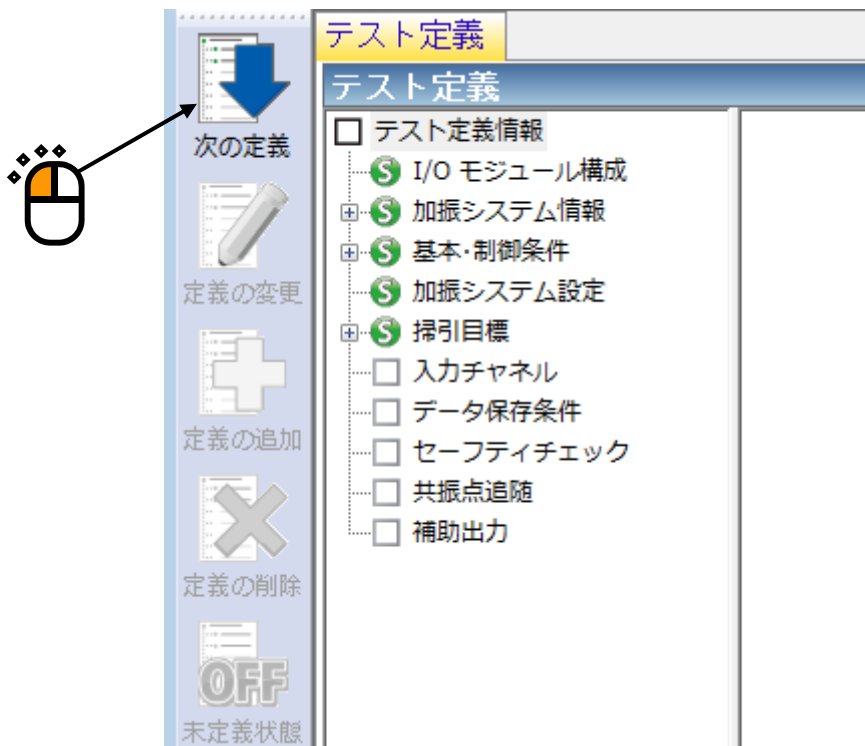 テスト定義
テスト定義
次の定義
定義の変更
定義の追加
定義の削除
OFF
未定義状態
テスト定義情報
S I/O モジュール構成
S 加振システム情報
S 基本・制御条件
S 加振システム設定
S 掃引目標
入力チャネル
データ保存条件
セーフティチェック
共振点追随
補助出力